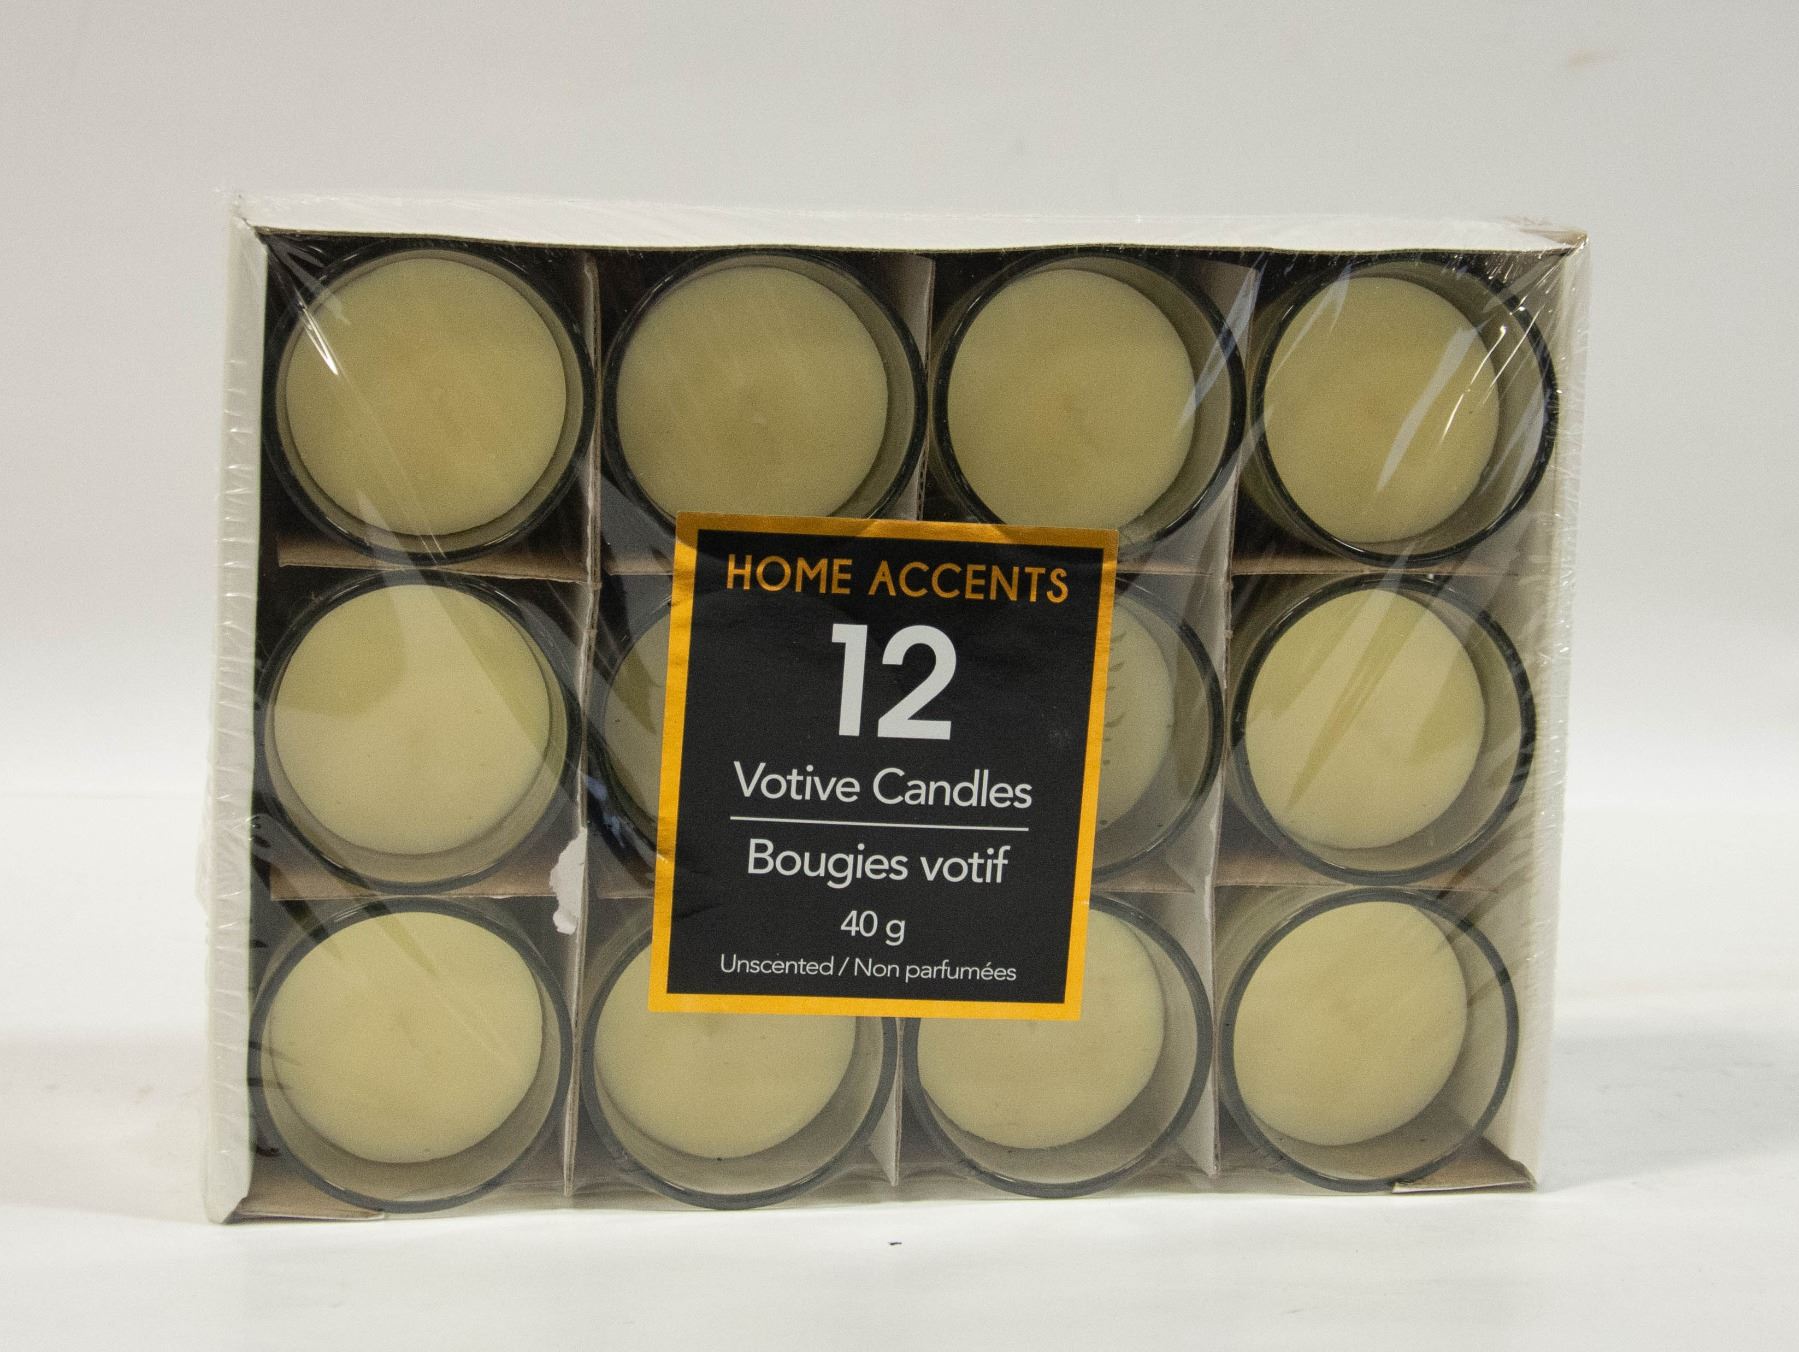 HOME ACCENTS
12
Votive Candles
Bougies votif
40 g
Unscented / Non parfumées